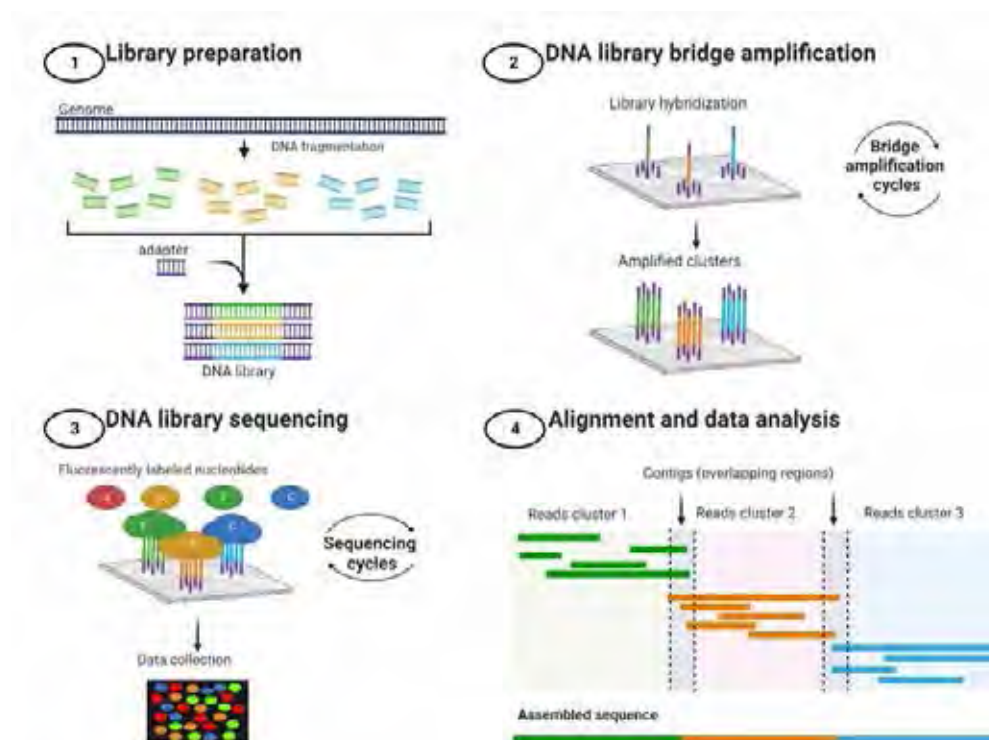 1 Library preparation
Genome
DNA fragmentation
adapter
DNA library
2 DNA library bridge amplification
Library hybridization
Bridge
amplification
cycles
Amplified clusters
3 DNA library sequencing
Fluorescently labeled nucleotides
Sequencing
cycles
Data collection
4 Alignment and data analysis
Contigs (overlapping regions)
Reads cluster 1
Reads cluster 2
Reads cluster 3
Assembled sequence